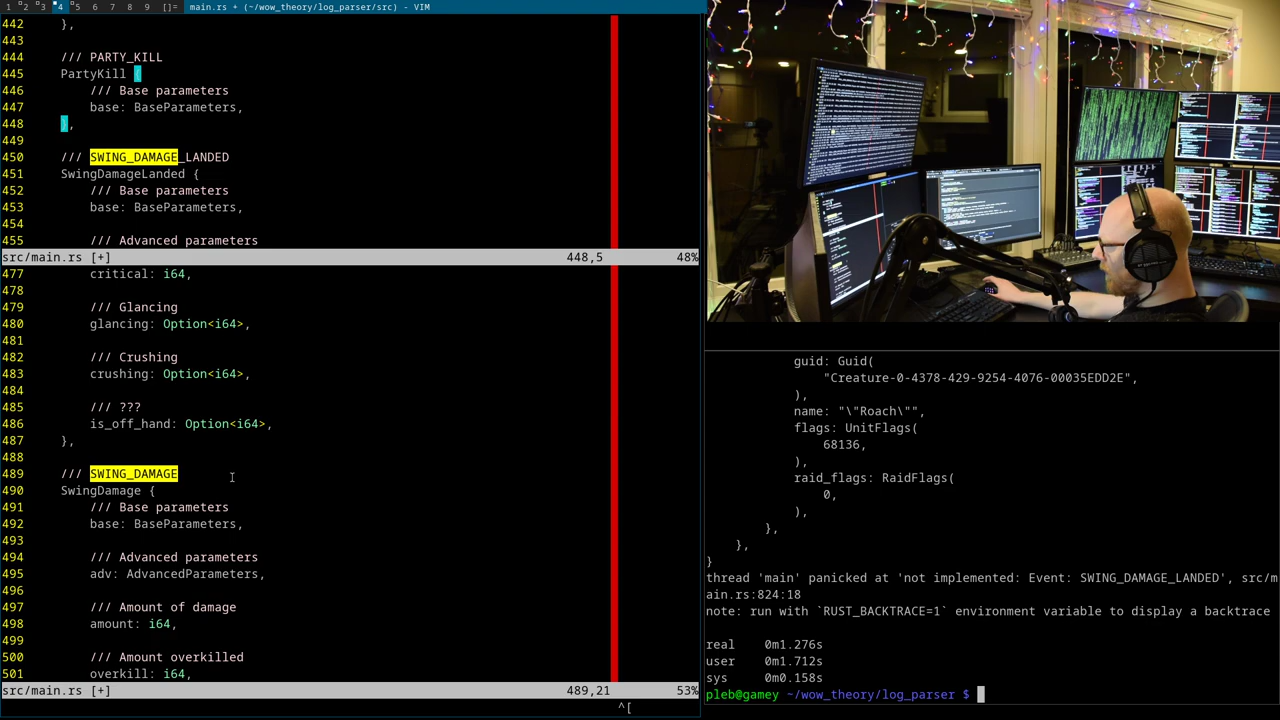 1 2 3 4 5 6 7 8 9 []= main.rs + (~/wow_theory/log_parser/src) - VIM
442     },
443
444     /// PARTY_KILL
445     PartyKill {
446         /// Base parameters
447         base: BaseParameters,
448     },
449
450     /// SWING_DAMAGE_LANDED
451     SwingDamageLanded {
452         /// Base parameters
453         base: BaseParameters,
454
455         /// Advanced parameters
src/main.rs [+] 448,5 48%
477         critical: i64,
478
479         /// Glancing
480         glancing: Option<i64>,
481
482         /// Crushing
483         crushing: Option<i64>,
484
485         /// ???
486         is_off_hand: Option<i64>,
487     },
488
489     /// SWING_DAMAGE
490     SwingDamage {
491         /// Base parameters
492         base: BaseParameters,
493
494         /// Advanced parameters
495         adv: AdvancedParameters,
496
497         /// Amount of damage
498         amount: i64,
499
500         /// Amount overkilled
501         overkill: i64,
src/main.rs [+] 489,21 53%
^[
guid: Guid(
"Creature-0-4378-429-9254-4076-00035EDD2E",
),
name: "\"Roach\"",
flags: UnitFlags(
68136,
),
raid_flags: RaidFlags(
0,
),
},
},
}
thread 'main' panicked at 'not implemented: Event: SWING_DAMAGE_LANDED', src/m
ain.rs:824:18
note: run with `RUST_BACKTRACE=1` environment variable to display a backtrace
real 0m1.276s
user 0m1.712s
sys 0m0.158s
pleb@gamey ~/wow_theory/log_parser $